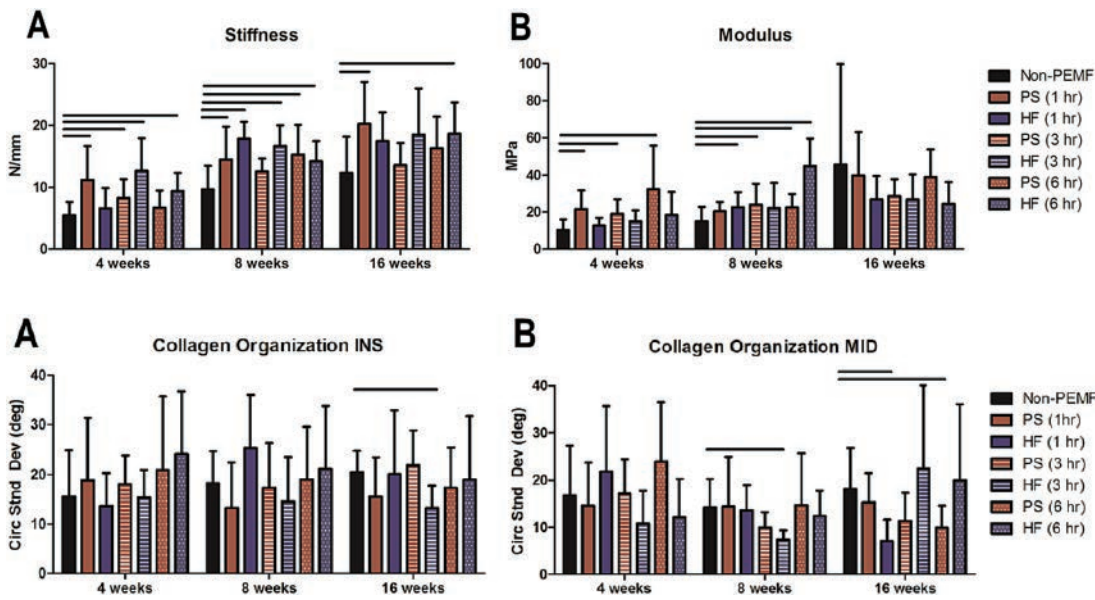 A
Stiffness
N/mm
30
20
10
0
4 weeks
8 weeks
16 weeks
B
Modulus
MPa
100
80
60
40
20
0
4 weeks
8 weeks
16 weeks
Non-PEMF
PS (1 hr)
HF (1 hr)
PS (3 hr)
HF (3 hr)
PS (6 hr)
HF (6 hr)
A
Collagen Organization INS
Circ Stnd Dev (deg)
40
30
20
10
0
4 weeks
8 weeks
16 weeks
B
Collagen Organization MID
Circ Stnd Dev (deg)
40
30
20
10
0
4 weeks
8 weeks
16 weeks
Non-PEMF
PS (1hr)
HF (1 hr)
PS (3 hr)
HF (3 hr)
PS (6 hr)
HF (6 hr)